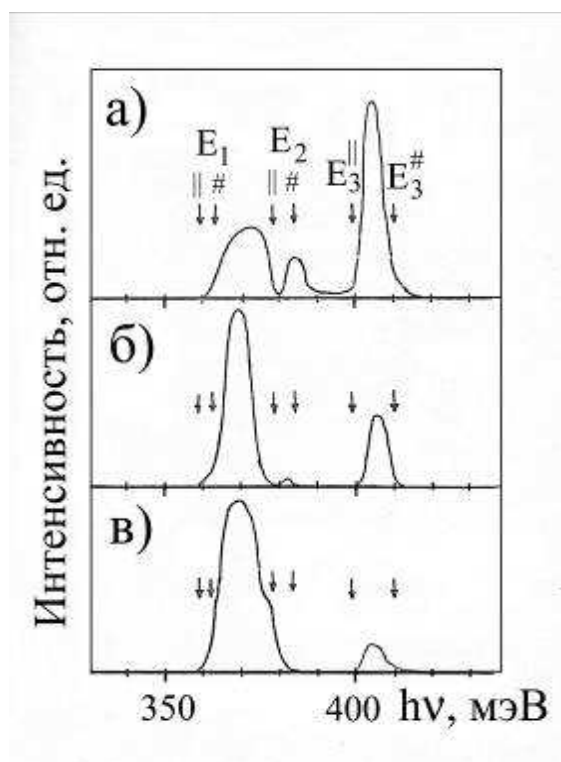 Интенсивность, отн. ед.
а)
E₁
E₂
E₃^||
E₃^#
|| #
|| #
б)
в)
350
400
hν, мэВ